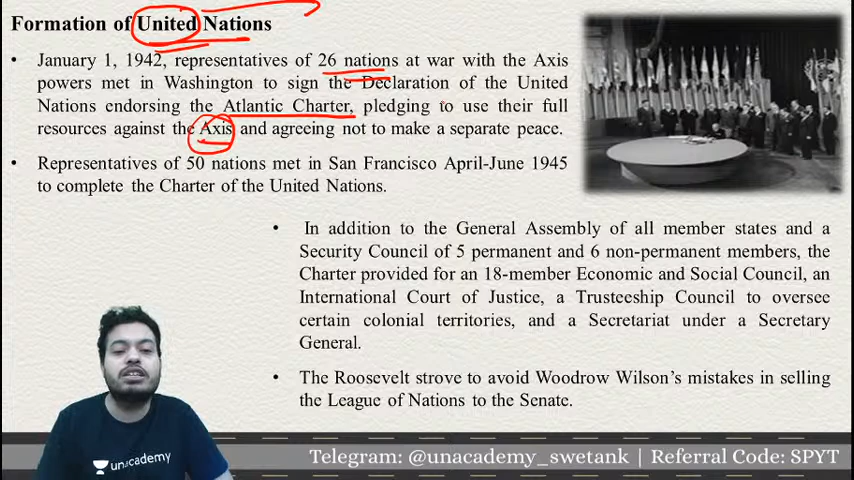 Formation of United Nations
• January 1, 1942, representatives of 26 nations at war with the Axis
powers met in Washington to sign the Declaration of the United
Nations endorsing the Atlantic Charter, pledging to use their full
resources against the Axis and agreeing not to make a separate peace.
• Representatives of 50 nations met in San Francisco April-June 1945
to complete the Charter of the United Nations.
• In addition to the General Assembly of all member states and a
Security Council of 5 permanent and 6 non-permanent members, the
Charter provided for an 18-member Economic and Social Council, an
International Court of Justice, a Trusteeship Council to oversee
certain colonial territories, and a Secretariat under a Secretary
General.
• The Roosevelt strove to avoid Woodrow Wilson's mistakes in selling
the League of Nations to the Senate.
unacademy
Telegram: @unacademy_swetank | Referral Code: SPYT